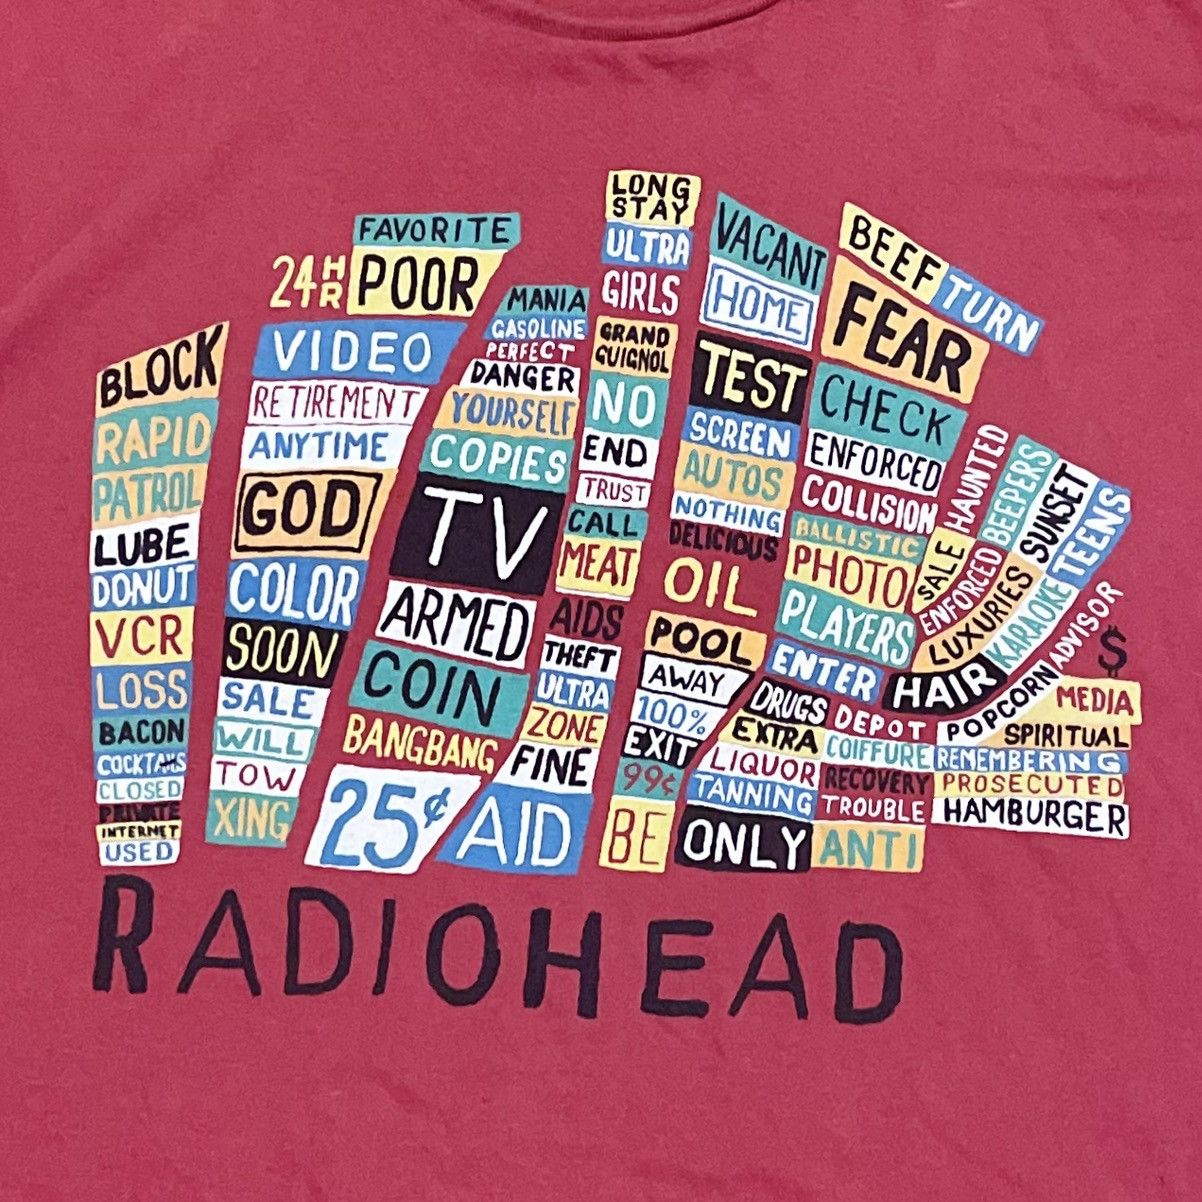 BLOCK
RAPID
PATROL
LUBE
DONUT
VCR
LOSS
BACON
COCKTAILS
CLOSED
PRIVATE
INTERNET
USED
FAVORITE
24HR POOR
VIDEO
RETIREMENT
ANYTIME
GOD
COLOR
SOON
SALE
WILL
TOW
XING
MANIA
GASOLINE
PERFECT
DANGER
YOURSELF
COPIES
TV
ARMED
COIN
BANGBANG
25¢
LONG
STAY
ULTRA
GIRLS
GRAND
GUIGNOL
NO
END
TRUST
CALL
MEAT
AIDS
THEFT
ULTRA
ZONE
FINE
AID
VACANT
HOME
TEST
SCREEN
AUTOS
NOTHING
DELICIOUS
OIL
POOL
AWAY
100%
EXIT
99¢
BE
BEEF TURN
FEAR
CHECK
ENFORCED
COLLISION
BALLISTIC
PHOTO
PLAYERS
ENTER
DRUGS
EXTRA
LIQUOR
TANNING
ONLY
SALE HAUNTED
ENFORCED BEEPERS
LUXURIES SUNSET
HAIR KARAOKE TEENS
DEPOT
COIFFURE
RECOVERY
TROUBLE
ANTI
POPCORN ADVISOR
$
MEDIA
SPIRITUAL
REMEMBERING
PROSECUTED
HAMBURGER
RADIOHEAD